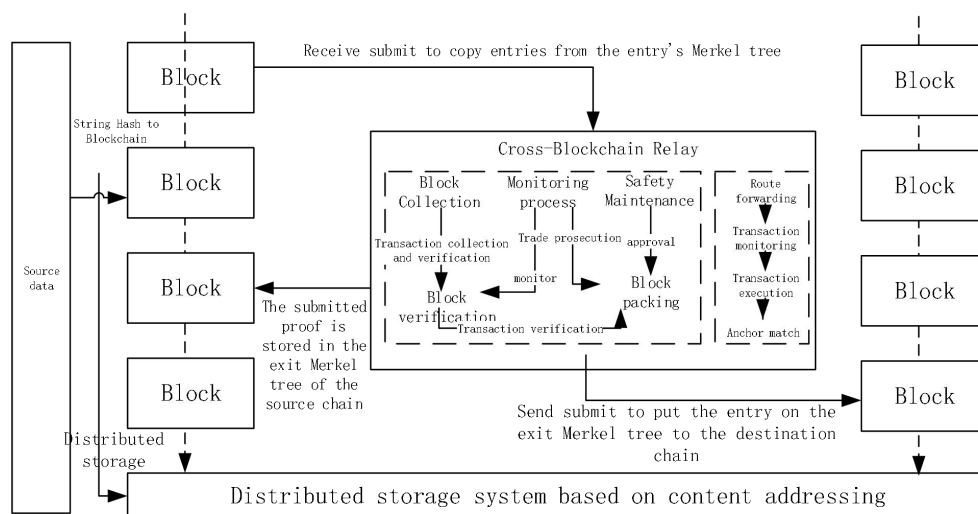 Receive submit to copy entries from the entry's Merkel tree
Block
Block
String Hash to
Blockchain
Block
Block
Source
data
Cross-Blockchain Relay
Block
Collection
Monitoring
process
Safety
Maintenance
Route
forwarding
Transaction collection
and verification
Trade prosecution
approval
Transaction
monitoring
monitor
Block
verification
Block
packing
Transaction
execution
Transaction verification
Anchor match
Block
Block
The submitted
proof is
stored in the
exit Merkel
tree of the
source chain
Block
Block
Send submit to put the entry on the
exit Merkel tree to the destination
chain
Distributed
storage
Distributed storage system based on content addressing